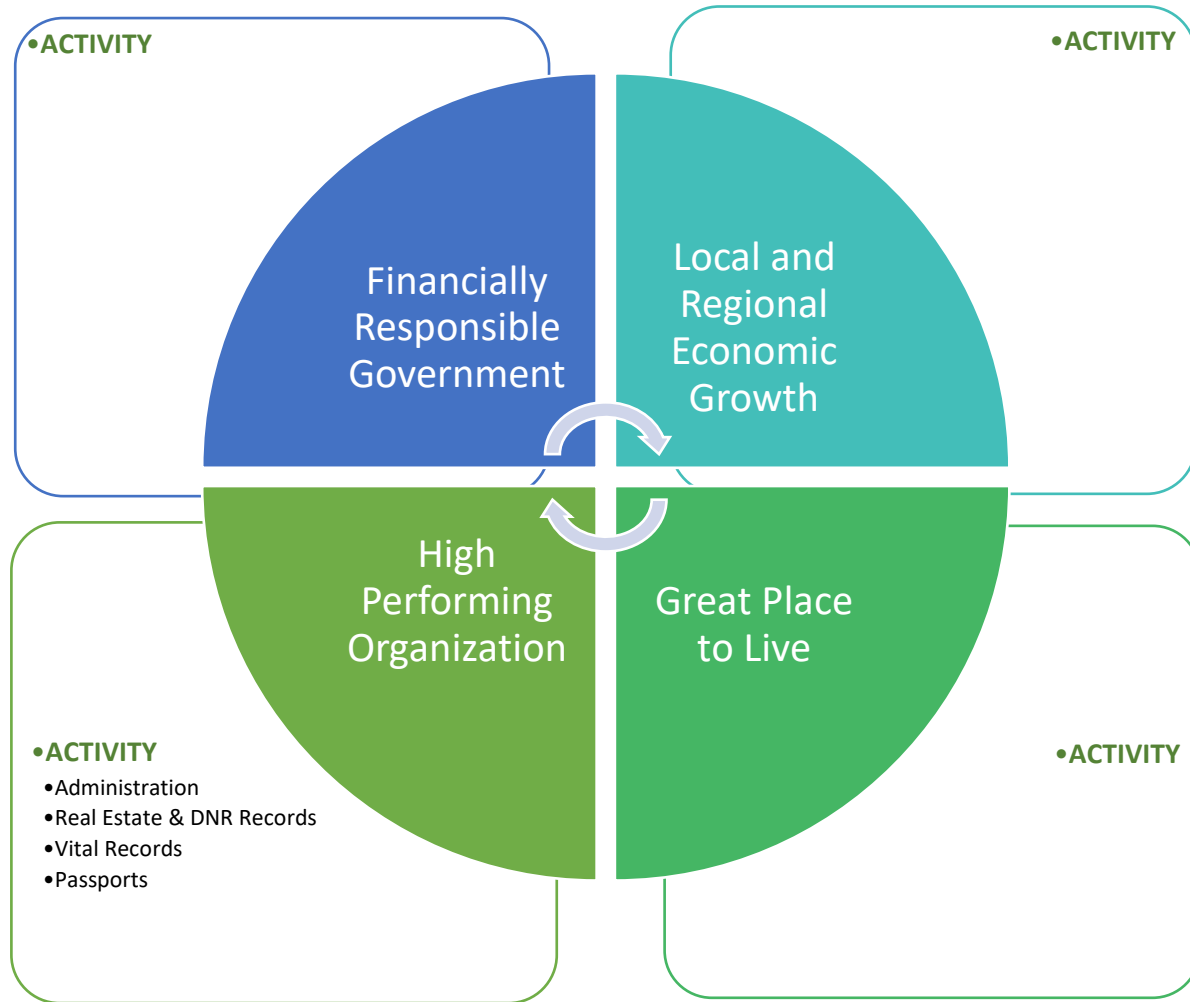 •ACTIVITY
•ACTIVITY
Financially
Responsible
Government
Local and
Regional
Economic
Growth
High
Performing
Organization
Great Place
to Live
•ACTIVITY
•Administration
•Real Estate & DNR Records
•Vital Records
•Passports
•ACTIVITY